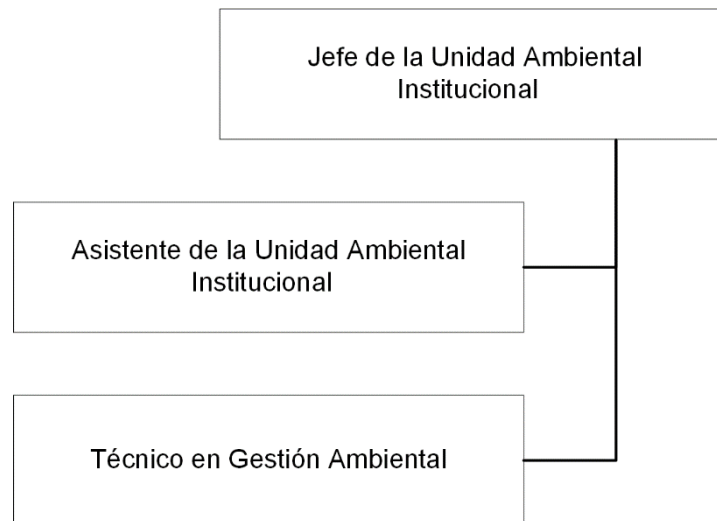 Jefe de la Unidad Ambiental
Institucional
Asistente de la Unidad Ambiental
Institucional
Técnico en Gestión Ambiental